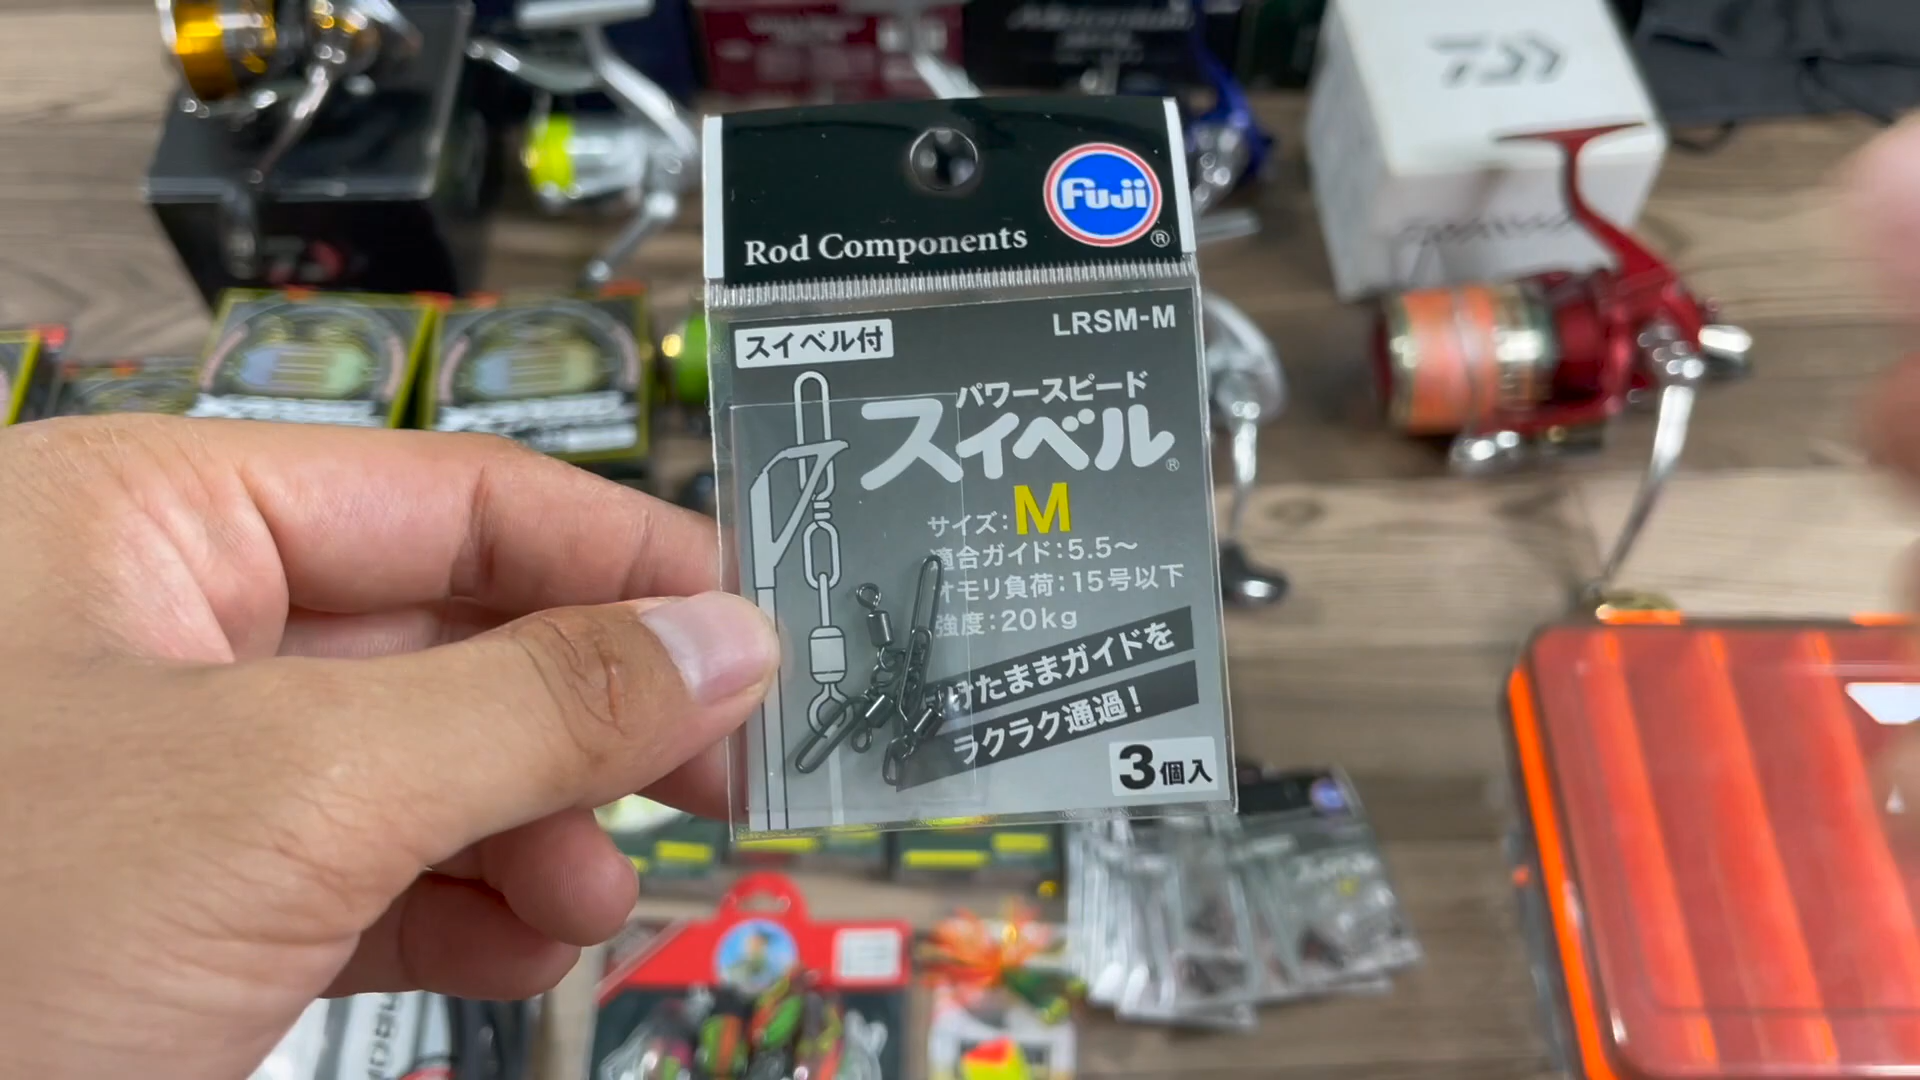 Fuji
®
Rod Components
LRSM-M
スイベル付
パワースピード
スイベル®
サイズ:M
適合ガイド:5.5~
オモリ負荷:15号以下
強度:20kg
けたままガイドを
ラクラク通過!
3個入